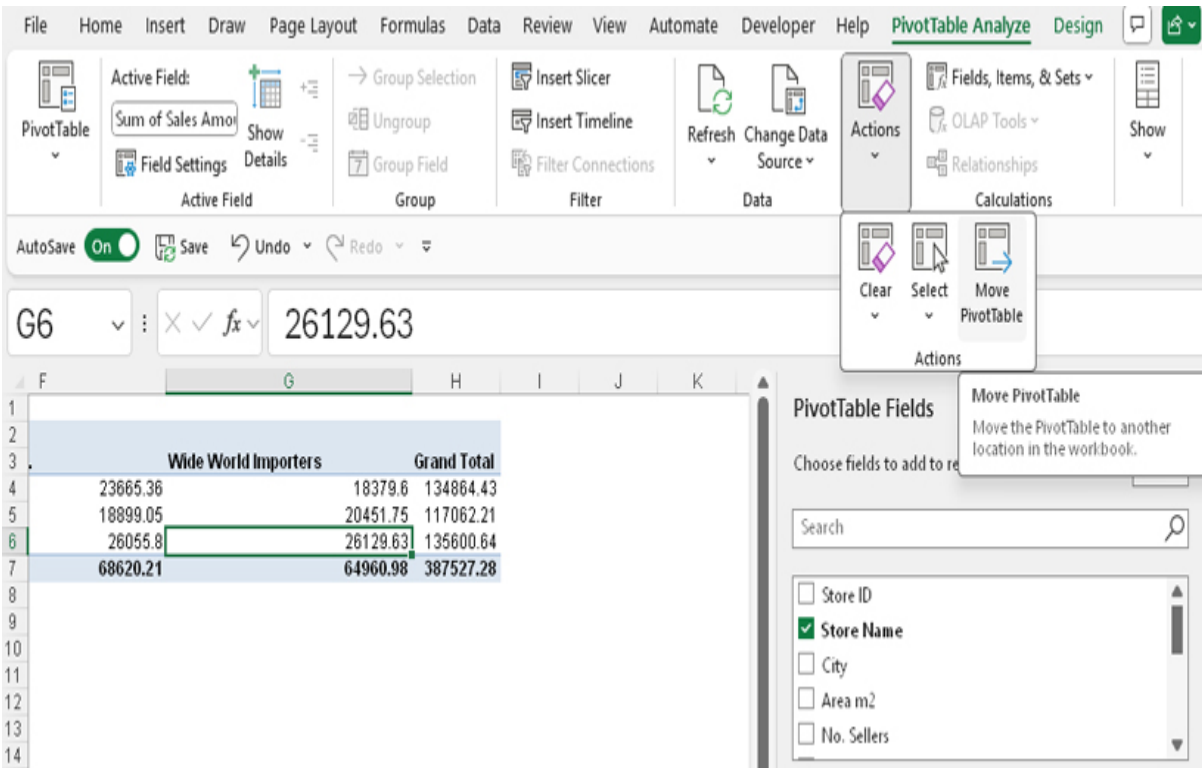 File Home Insert Draw Page Layout Formulas Data Review View Automate Developer Help PivotTable Analyze Design
PivotTable
Active Field:
Sum of Sales Amou
Field Settings
Show
Details
Active Field
Group Selection
Ungroup
7 Group Field
Group
Insert Slicer
Insert Timeline
Filter Connections
Filter
Refresh
Change Data
Source
Data
Actions
Fields, Items, & Sets
OLAP Tools
Relationships
Calculations
Show
AutoSave On Save Undo Redo
Clear
Select
Move
PivotTable
Actions
G6 fx 26129.63
Move PivotTable
Move the PivotTable to another
location in the workbook.
F G H I J K
1
2
3 . Wide World Importers Grand Total
4 23665.36 18379.6 134864.43
5 18899.05 20451.75 117062.21
6 26055.8 26129.63 135600.64
7 68620.21 64960.98 387527.28
8
9
10
11
12
13
14
PivotTable Fields
Choose fields to add to re
Search
Store ID
Store Name
City
Area m2
No. Sellers